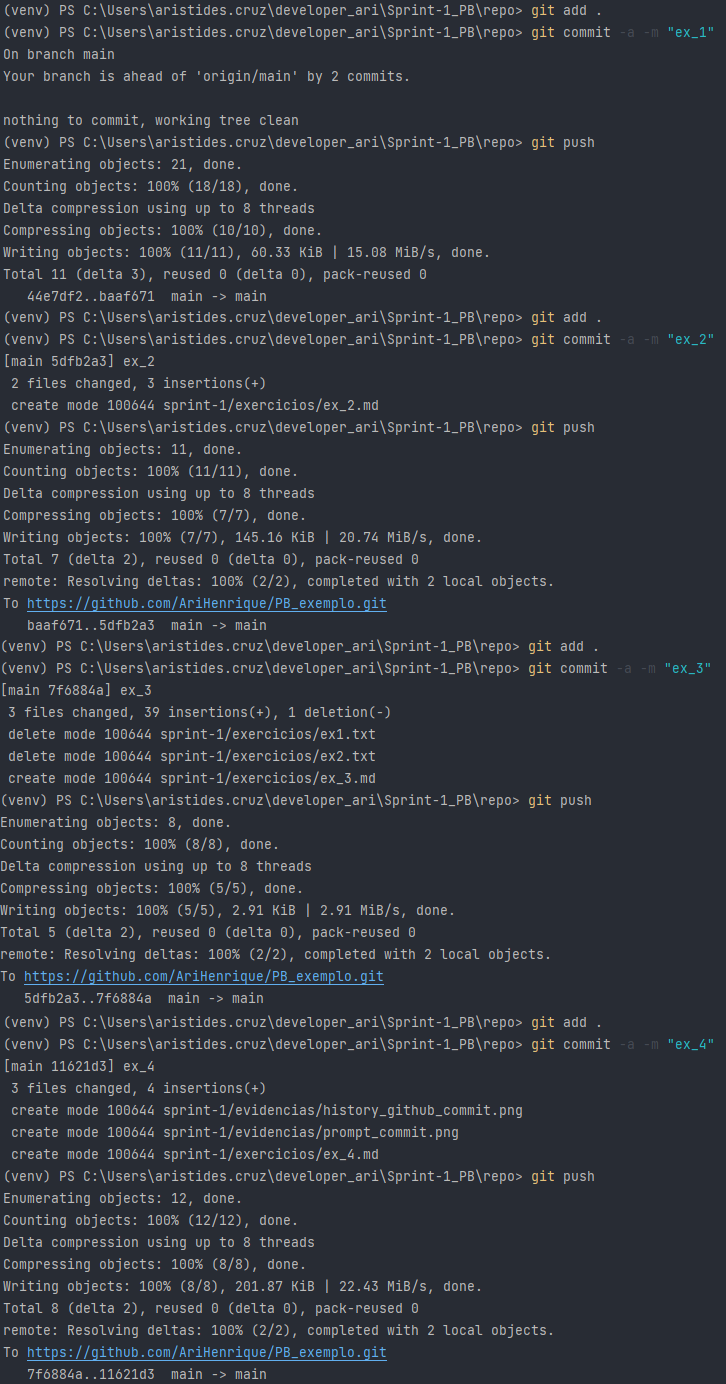 (venv) PS C:\Users\aristides.cruz\developer_ari\Sprint-1_PB\repo> git add .
(venv) PS C:\Users\aristides.cruz\developer_ari\Sprint-1_PB\repo> git commit -a -m "ex_1"
On branch main
Your branch is ahead of 'origin/main' by 2 commits.

nothing to commit, working tree clean
(venv) PS C:\Users\aristides.cruz\developer_ari\Sprint-1_PB\repo> git push
Enumerating objects: 21, done.
Counting objects: 100% (18/18), done.
Delta compression using up to 8 threads
Compressing objects: 100% (10/10), done.
Writing objects: 100% (11/11), 60.33 KiB | 15.08 MiB/s, done.
Total 11 (delta 3), reused 0 (delta 0), pack-reused 0
   44e7df2..baaf671  main -> main
(venv) PS C:\Users\aristides.cruz\developer_ari\Sprint-1_PB\repo> git add .
(venv) PS C:\Users\aristides.cruz\developer_ari\Sprint-1_PB\repo> git commit -a -m "ex_2"
[main 5dfb2a3] ex_2
 2 files changed, 3 insertions(+)
 create mode 100644 sprint-1/exercicios/ex_2.md
(venv) PS C:\Users\aristides.cruz\developer_ari\Sprint-1_PB\repo> git push
Enumerating objects: 11, done.
Counting objects: 100% (11/11), done.
Delta compression using up to 8 threads
Compressing objects: 100% (7/7), done.
Writing objects: 100% (7/7), 145.16 KiB | 20.74 MiB/s, done.
Total 7 (delta 2), reused 0 (delta 0), pack-reused 0
remote: Resolving deltas: 100% (2/2), completed with 2 local objects.
To https://github.com/AriHenrique/PB_exemplo.git
   baaf671..5dfb2a3  main -> main
(venv) PS C:\Users\aristides.cruz\developer_ari\Sprint-1_PB\repo> git add .
(venv) PS C:\Users\aristides.cruz\developer_ari\Sprint-1_PB\repo> git commit -a -m "ex_3"
[main 7f6884a] ex_3
 3 files changed, 39 insertions(+), 1 deletion(-)
 delete mode 100644 sprint-1/exercicios/ex1.txt
 delete mode 100644 sprint-1/exercicios/ex2.txt
 create mode 100644 sprint-1/exercicios/ex_3.md
(venv) PS C:\Users\aristides.cruz\developer_ari\Sprint-1_PB\repo> git push
Enumerating objects: 8, done.
Counting objects: 100% (8/8), done.
Delta compression using up to 8 threads
Compressing objects: 100% (5/5), done.
Writing objects: 100% (5/5), 2.91 KiB | 2.91 MiB/s, done.
Total 5 (delta 2), reused 0 (delta 0), pack-reused 0
remote: Resolving deltas: 100% (2/2), completed with 2 local objects.
To https://github.com/AriHenrique/PB_exemplo.git
   5dfb2a3..7f6884a  main -> main
(venv) PS C:\Users\aristides.cruz\developer_ari\Sprint-1_PB\repo> git add .
(venv) PS C:\Users\aristides.cruz\developer_ari\Sprint-1_PB\repo> git commit -a -m "ex_4"
[main 11621d3] ex_4
 3 files changed, 4 insertions(+)
 create mode 100644 sprint-1/evidencias/history_github_commit.png
 create mode 100644 sprint-1/evidencias/prompt_commit.png
 create mode 100644 sprint-1/exercicios/ex_4.md
(venv) PS C:\Users\aristides.cruz\developer_ari\Sprint-1_PB\repo> git push
Enumerating objects: 12, done.
Counting objects: 100% (12/12), done.
Delta compression using up to 8 threads
Compressing objects: 100% (8/8), done.
Writing objects: 100% (8/8), 201.87 KiB | 22.43 MiB/s, done.
Total 8 (delta 2), reused 0 (delta 0), pack-reused 0
remote: Resolving deltas: 100% (2/2), completed with 2 local objects.
To https://github.com/AriHenrique/PB_exemplo.git
   7f6884a..11621d3  main -> main